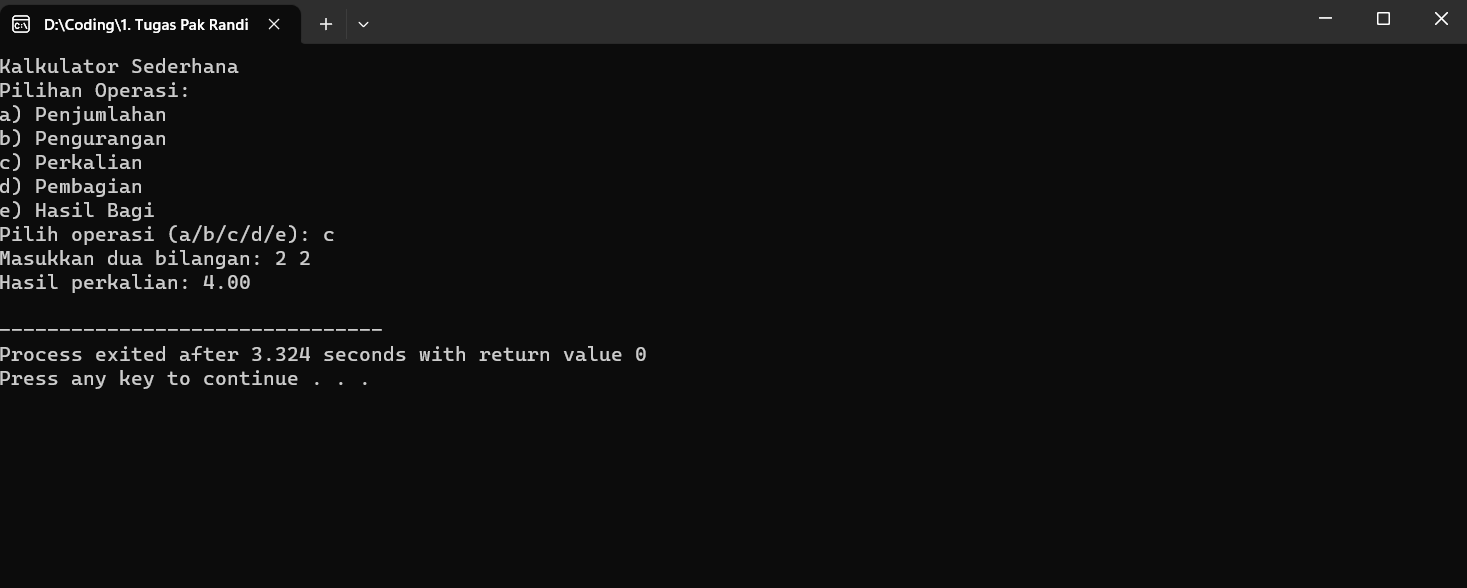 D:\Coding\1. Tugas Pak Randi
Kalkulator Sederhana
Pilihan Operasi:
a) Penjumlahan
b) Pengurangan
c) Perkalian
d) Pembagian
e) Hasil Bagi
Pilih operasi (a/b/c/d/e): c
Masukkan dua bilangan: 2 2
Hasil perkalian: 4.00
--------------------------------
Process exited after 3.324 seconds with return value 0
Press any key to continue . . .